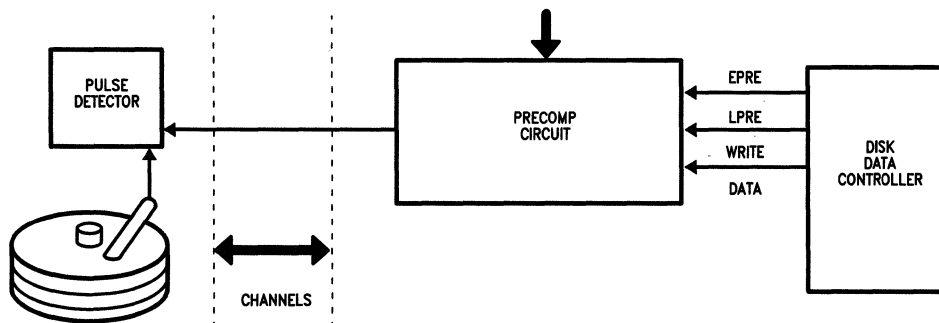 PULSE
DETECTOR
PRECOMP
CIRCUIT
EPRE
LPRE
WRITE
DATA
DISK
DATA
CONTROLLER
CHANNELS